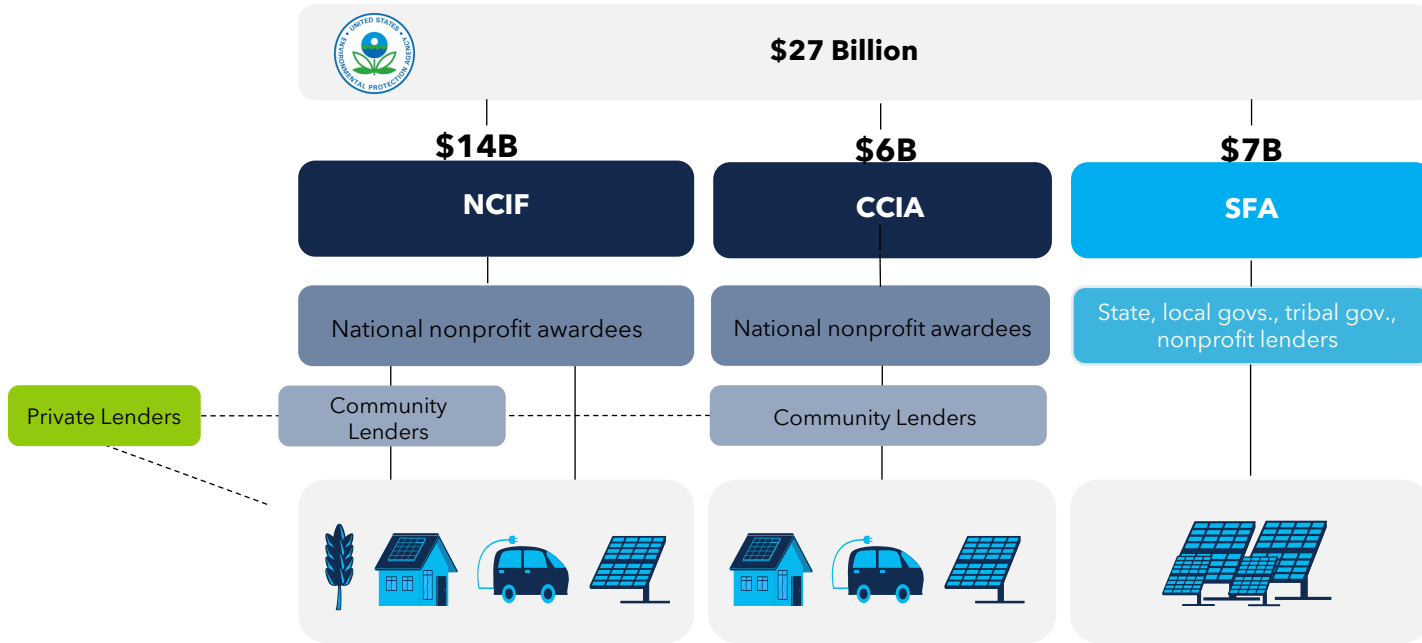 UNITED STATES
ENVIRONMENTAL PROTECTION AGENCY
$27 Billion
$14B
$6B
$7B
NCIF
CCIA
SFA
National nonprofit awardees
National nonprofit awardees
State, local govs., tribal gov.,
nonprofit lenders
Private Lenders
Community
Lenders
Community Lenders